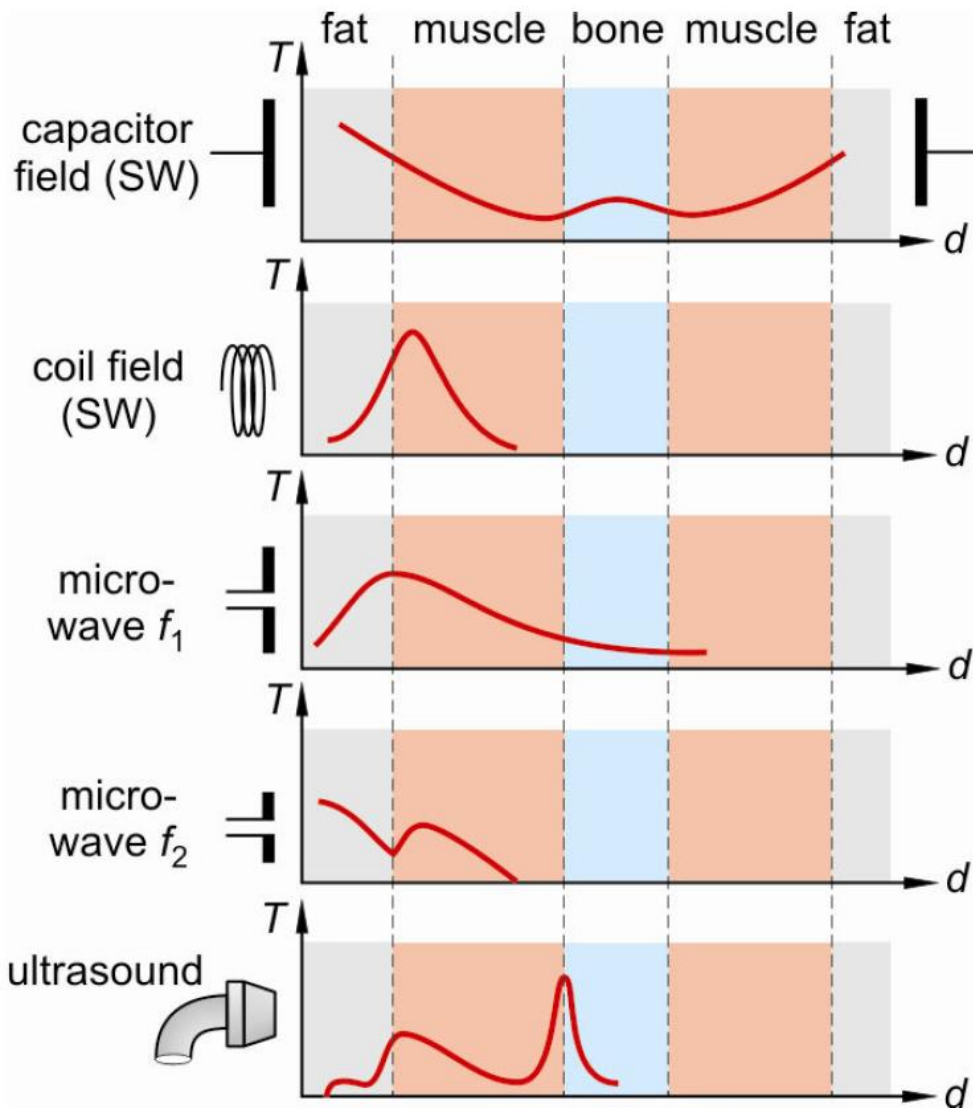 fat muscle bone muscle fat
T
capacitor
field (SW)
d
T
coil field
(SW)
d
T
micro-
wave f1
d
T
micro-
wave f2
d
T
ultrasound
d